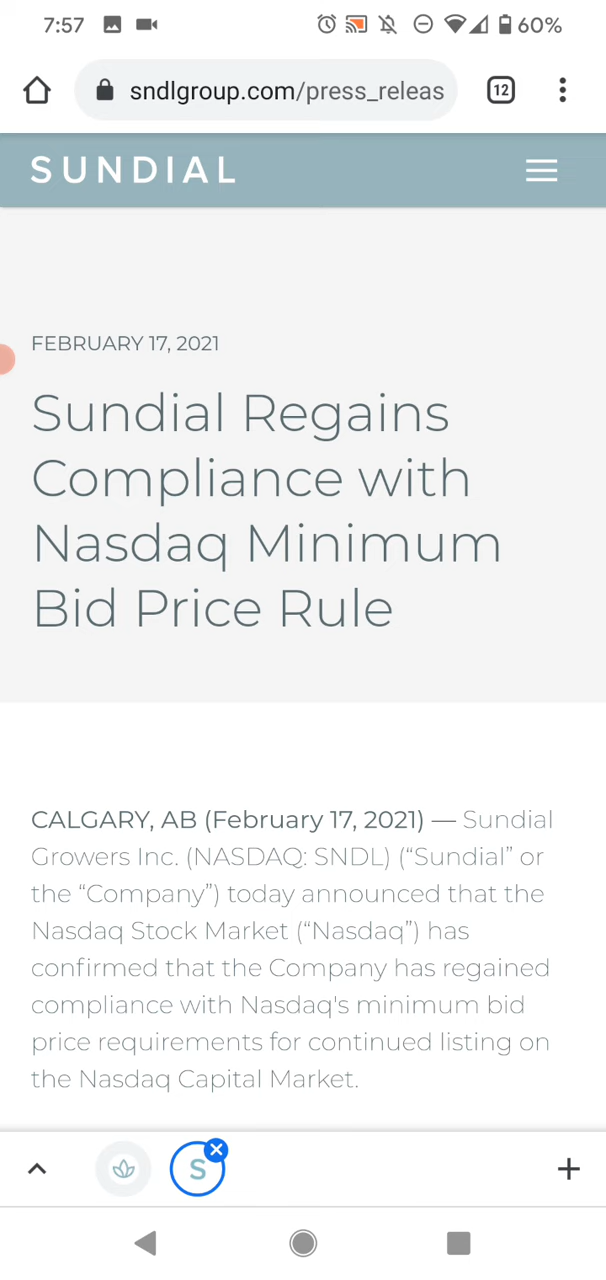 7:57 60%
sndlgroup.com/press_releas 12
SUNDIAL
FEBRUARY 17, 2021
Sundial Regains
Compliance with
Nasdaq Minimum
Bid Price Rule
CALGARY, AB (February 17, 2021) — Sundial
Growers Inc. (NASDAQ: SNDL) (“Sundial” or
the “Company”) today announced that the
Nasdaq Stock Market (“Nasdaq”) has
confirmed that the Company has regained
compliance with Nasdaq's minimum bid
price requirements for continued listing on
the Nasdaq Capital Market.
S